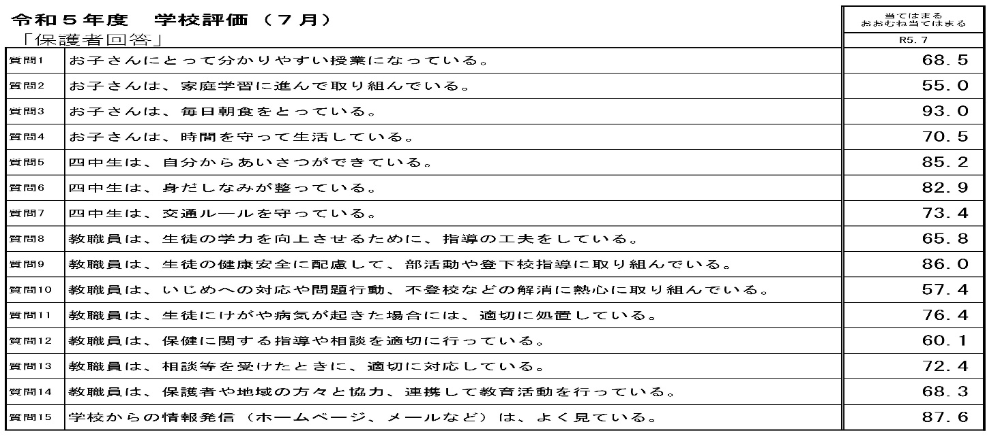 令和５年度　学校評価（７月）
当てはまる
おおむね当てはまる
「保護者回答」
R5.7
質問1 お子さんにとって分かりやすい授業になっている。 68.5
質問2 お子さんは、家庭学習に進んで取り組んでいる。 55.0
質問3 お子さんは、毎日朝食をとっている。 93.0
質問4 お子さんは、時間を守って生活している。 70.5
質問5 四中生は、自分からあいさつができている。 85.2
質問6 四中生は、身だしなみが整っている。 82.9
質問7 四中生は、交通ルールを守っている。 73.4
質問8 教職員は、生徒の学力を向上させるために、指導の工夫をしている。 65.8
質問9 教職員は、生徒の健康安全に配慮して、部活動や登下校指導に取り組んでいる。 86.0
質問10 教職員は、いじめへの対応や問題行動、不登校などの解消に熱心に取り組んでいる。 57.4
質問11 教職員は、生徒にけがや病気が起きた場合には、適切に処置している。 76.4
質問12 教職員は、保健に関する指導や相談を適切に行っている。 60.1
質問13 教職員は、相談等を受けたときに、適切に対応している。 72.4
質問14 教職員は、保護者や地域の方々と協力、連携して教育活動を行っている。 68.3
質問15 学校からの情報発信（ホームページ、メールなど）は、よく見ている。 87.6